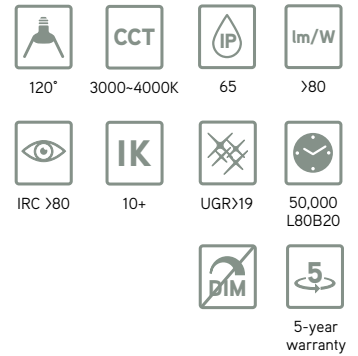 CCT
IP
lm/W
120°
3000~4000K
65
>80
IK
IRC >80
10+
UGR>19
50,000
L80B20
DIM
5
5-year
warranty